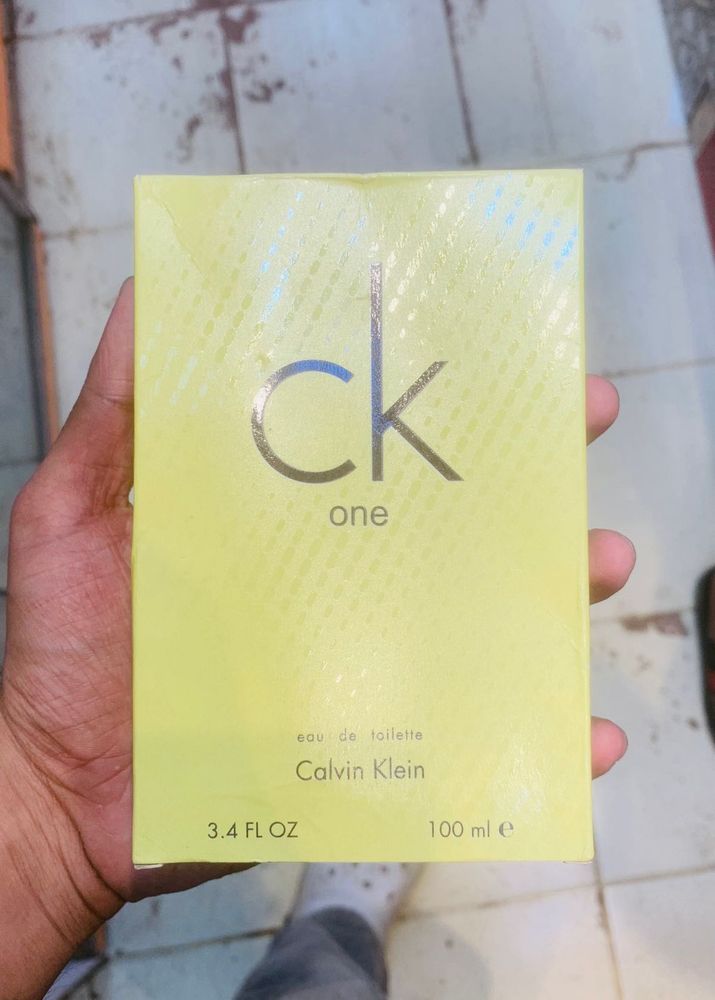 ck
one
eau de toilette
Calvin Klein
3.4 FL OZ 100 ml e